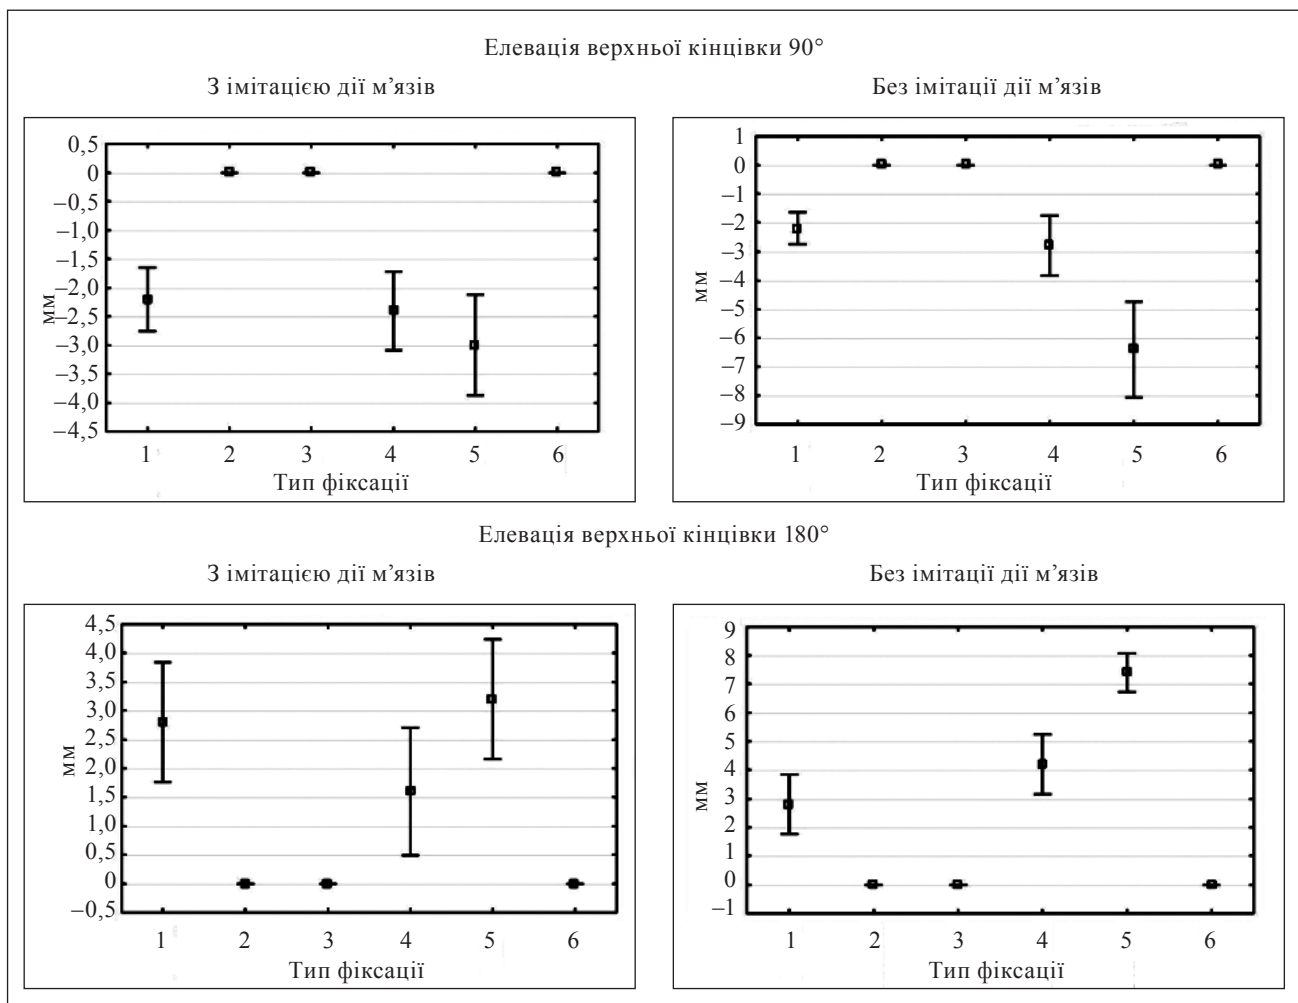 Елевація верхньої кінцівки 90°
З імітацією дії м’язів
Без імітації дії м’язів
0,5
0
–0,5
–1,0
–1,5
–2,0
–2,5
–3,0
–3,5
–4,0
–4,5
мм
1 2 3 4 5 6
Тип фіксації
1
0
–1
–2
–3
–4
–5
–6
–7
–8
–9
мм
1 2 3 4 5 6
Тип фіксації
Елевація верхньої кінцівки 180°
З імітацією дії м’язів
Без імітації дії м’язів
4,5
4,0
3,5
3,0
2,5
2,0
1,5
1,0
0,5
0
–0,5
мм
1 2 3 4 5 6
Тип фіксації
9
8
7
6
5
4
3
2
1
0
–1
мм
1 2 3 4 5 6
Тип фіксації